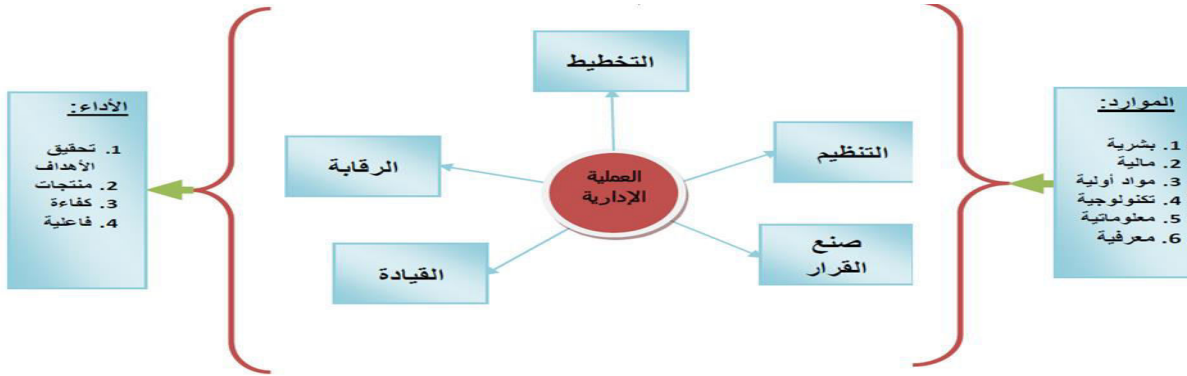 الموارد:
1. بشرية
2. مالية
3. مواد أولية
4. تكنولوجية
5. معلوماتية
6. معرفية
التخطيط
التنظيم
صنع
القرار
القيادة
الرقابة
العملية
الإدارية
الأداء:
1. تحقيق
الأهداف
2. منتجات
3. كفاءة
4. فاعلية